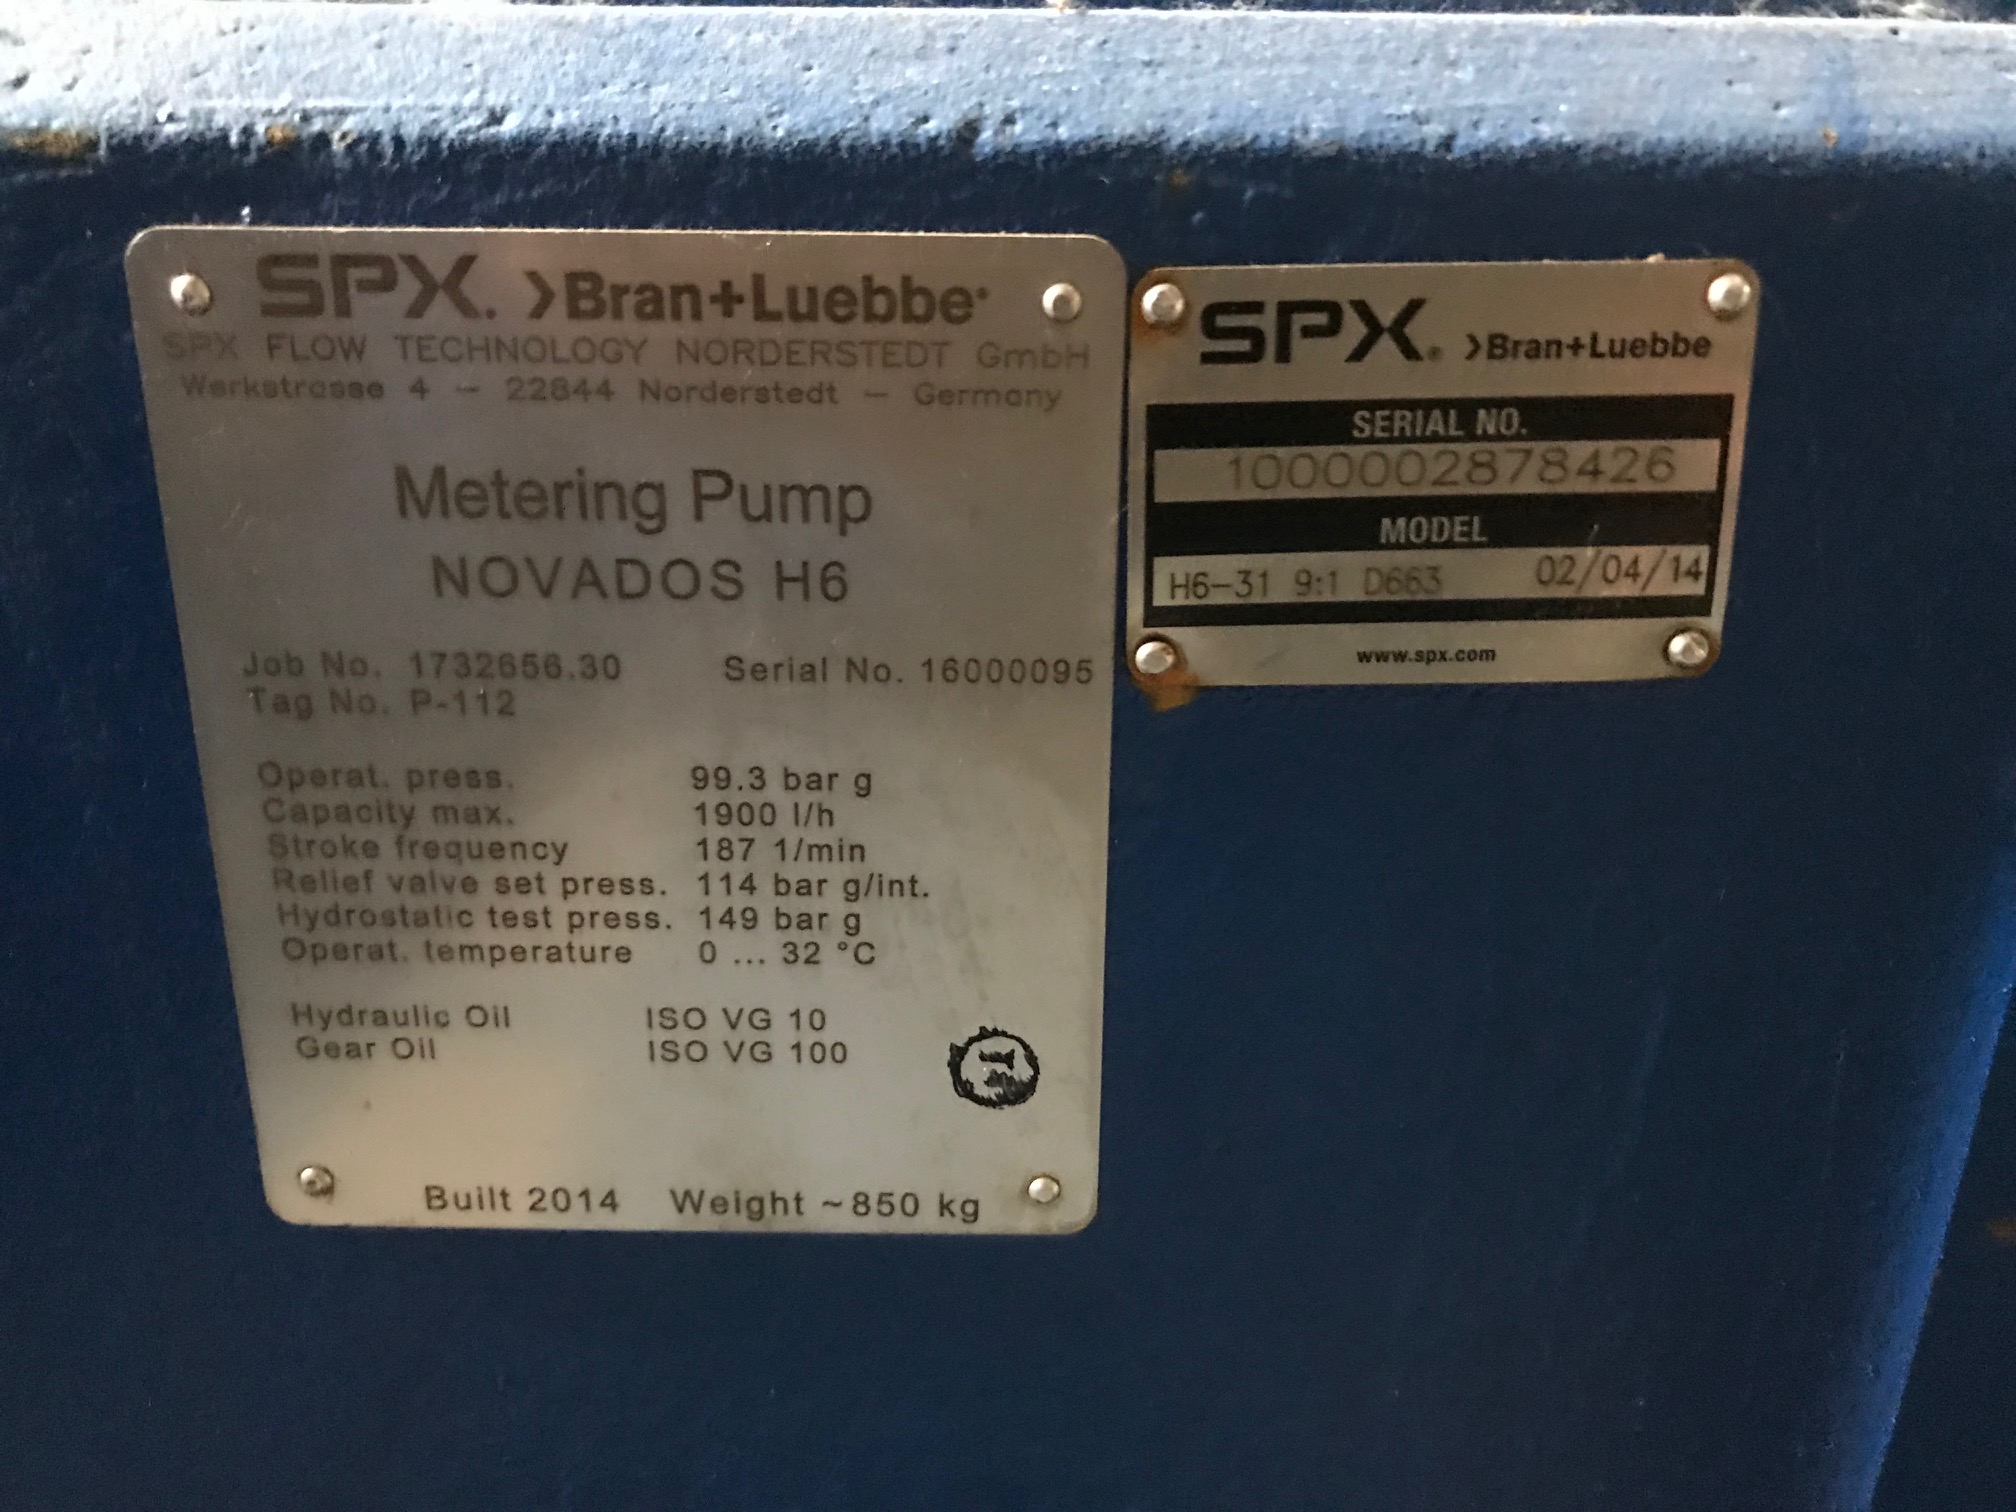 SPX. >Bran+Luebbe®
SPX FLOW TECHNOLOGY NORDERSTEDT GmbH
Werkstrasse 4 - 22844 Norderstedt - Germany
Metering Pump
NOVADOS H6
Job No. 1732656.30 Serial No. 16000095
Tag No. P-112
Operat. press. 99.3 bar g
Capacity max. 1900 l/h
Stroke frequency 187 1/min
Relief valve set press. 114 bar g/int.
Hydrostatic test press. 149 bar g
Operat. temperature 0 ... 32 °C
Hydraulic Oil ISO VG 10
Gear Oil ISO VG 100
Built 2014 Weight ~850 kg
SPX® >Bran+Luebbe
SERIAL NO.
1000002878426
MODEL
H6-31 9:1 D663 02/04/14
www.spx.com